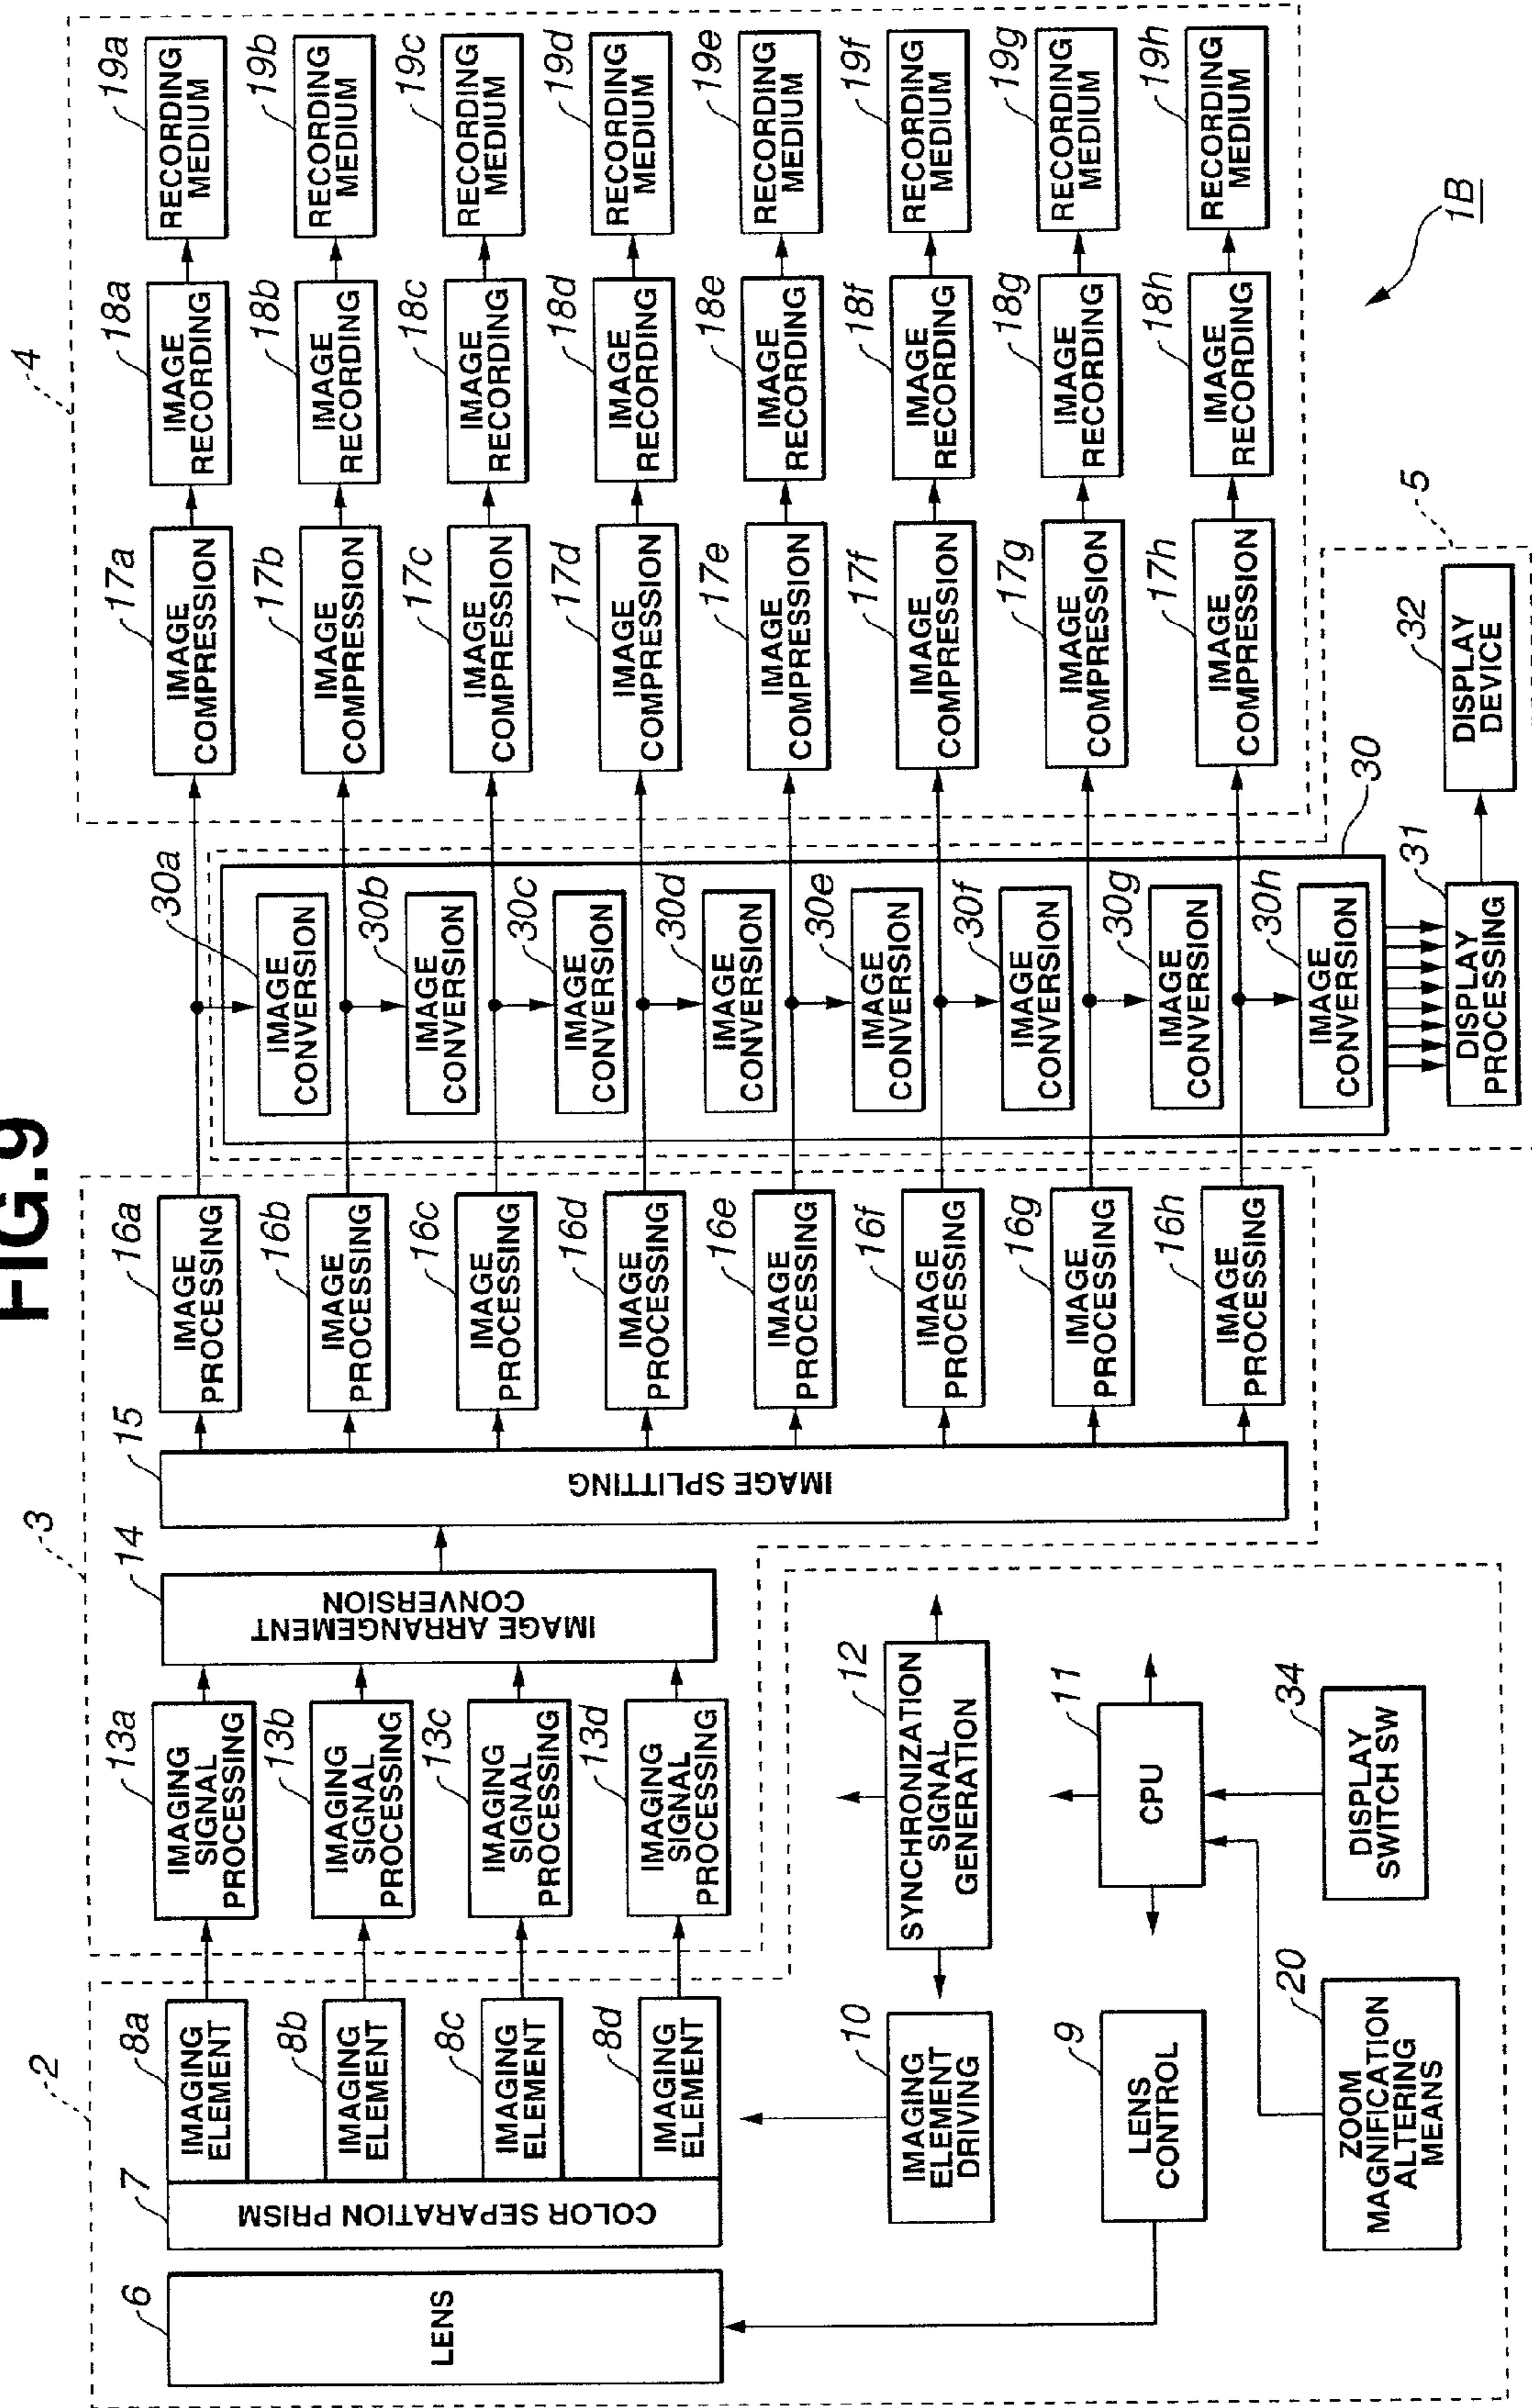 FIG.9
2
3
4
6
LENS
7
COLOR SEPARATION PRISM
8a
IMAGING
ELEMENT
8b
IMAGING
ELEMENT
8c
IMAGING
ELEMENT
8d
IMAGING
ELEMENT
13a
IMAGING
SIGNAL
PROCESSING
13b
IMAGING
SIGNAL
PROCESSING
13c
IMAGING
SIGNAL
PROCESSING
13d
IMAGING
SIGNAL
PROCESSING
14
IMAGE ARRANGEMENT
CONVERSION
15
IMAGE SPLITTING
16a
IMAGE
PROCESSING
16b
IMAGE
PROCESSING
16c
IMAGE
PROCESSING
16d
IMAGE
PROCESSING
16e
IMAGE
PROCESSING
16f
IMAGE
PROCESSING
16g
IMAGE
PROCESSING
16h
IMAGE
PROCESSING
30a
IMAGE
CONVERSION
30b
IMAGE
CONVERSION
30c
IMAGE
CONVERSION
30d
IMAGE
CONVERSION
30e
IMAGE
CONVERSION
30f
IMAGE
CONVERSION
30g
IMAGE
CONVERSION
30h
IMAGE
CONVERSION
30
17a
IMAGE
COMPRESSION
17b
IMAGE
COMPRESSION
17c
IMAGE
COMPRESSION
17d
IMAGE
COMPRESSION
17e
IMAGE
COMPRESSION
17f
IMAGE
COMPRESSION
17g
IMAGE
COMPRESSION
17h
IMAGE
COMPRESSION
18a
IMAGE
RECORDING
18b
IMAGE
RECORDING
18c
IMAGE
RECORDING
18d
IMAGE
RECORDING
18e
IMAGE
RECORDING
18f
IMAGE
RECORDING
18g
IMAGE
RECORDING
18h
IMAGE
RECORDING
19a
RECORDING
MEDIUM
19b
RECORDING
MEDIUM
19c
RECORDING
MEDIUM
19d
RECORDING
MEDIUM
19e
RECORDING
MEDIUM
19f
RECORDING
MEDIUM
19g
RECORDING
MEDIUM
19h
RECORDING
MEDIUM
10
IMAGING
ELEMENT
DRIVING
12
SYNCHRONIZATION
SIGNAL
GENERATION
9
LENS
CONTROL
11
CPU
20
ZOOM
MAGNIFICATION
ALTERING
MEANS
34
DISPLAY
SWITCH SW
31
DISPLAY
PROCESSING
32
DISPLAY
DEVICE
5
1B